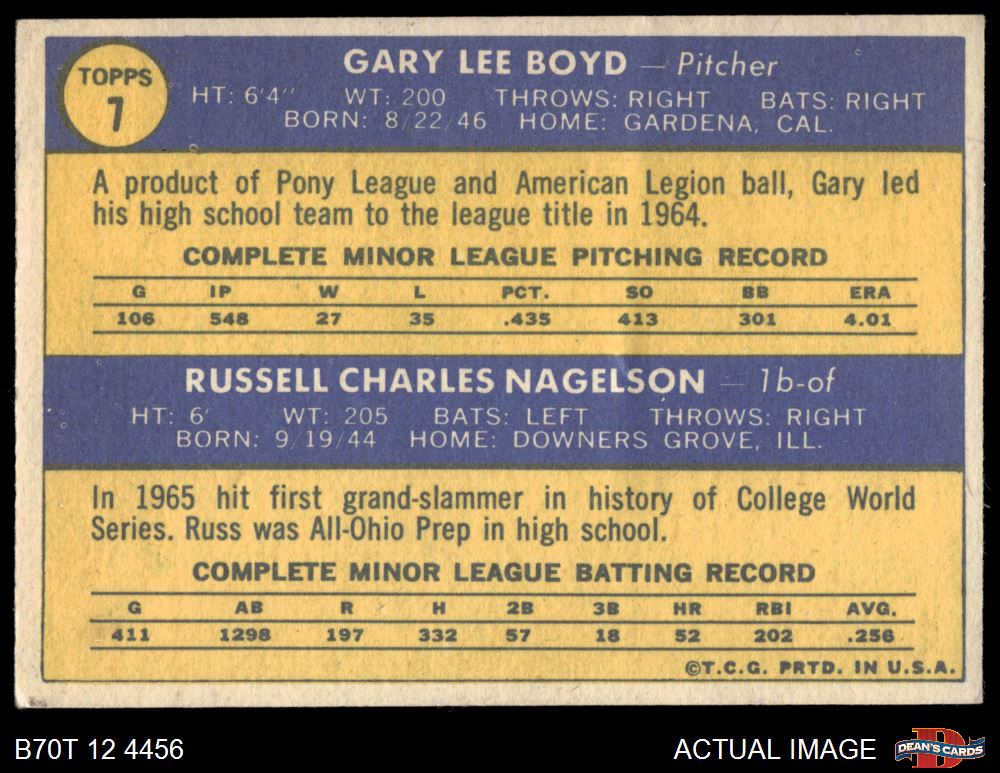 TOPPS
7
GARY LEE BOYD — Pitcher
HT: 6'4" WT: 200 THROWS: RIGHT BATS: RIGHT
BORN: 8/22/46 HOME: GARDENA, CAL.
A product of Pony League and American Legion ball, Gary led
his high school team to the league title in 1964.
COMPLETE MINOR LEAGUE PITCHING RECORD
G IP W L PCT. SO BB ERA
106 548 27 35 .435 413 301 4.01
RUSSELL CHARLES NAGELSON — 1b-of
HT: 6' WT: 205 BATS: LEFT THROWS: RIGHT
BORN: 9/19/44 HOME: DOWNERS GROVE, ILL.
In 1965 hit first grand-slammer in history of College World
Series. Russ was All-Ohio Prep in high school.
COMPLETE MINOR LEAGUE BATTING RECORD
G AB R H 2B 3B HR RBI AVG.
411 1298 197 332 57 18 52 202 .256
©T.C.G. PRTD. IN U.S.A.
B70T 12 4456
ACTUAL IMAGE
D
DEAN'S CARDS